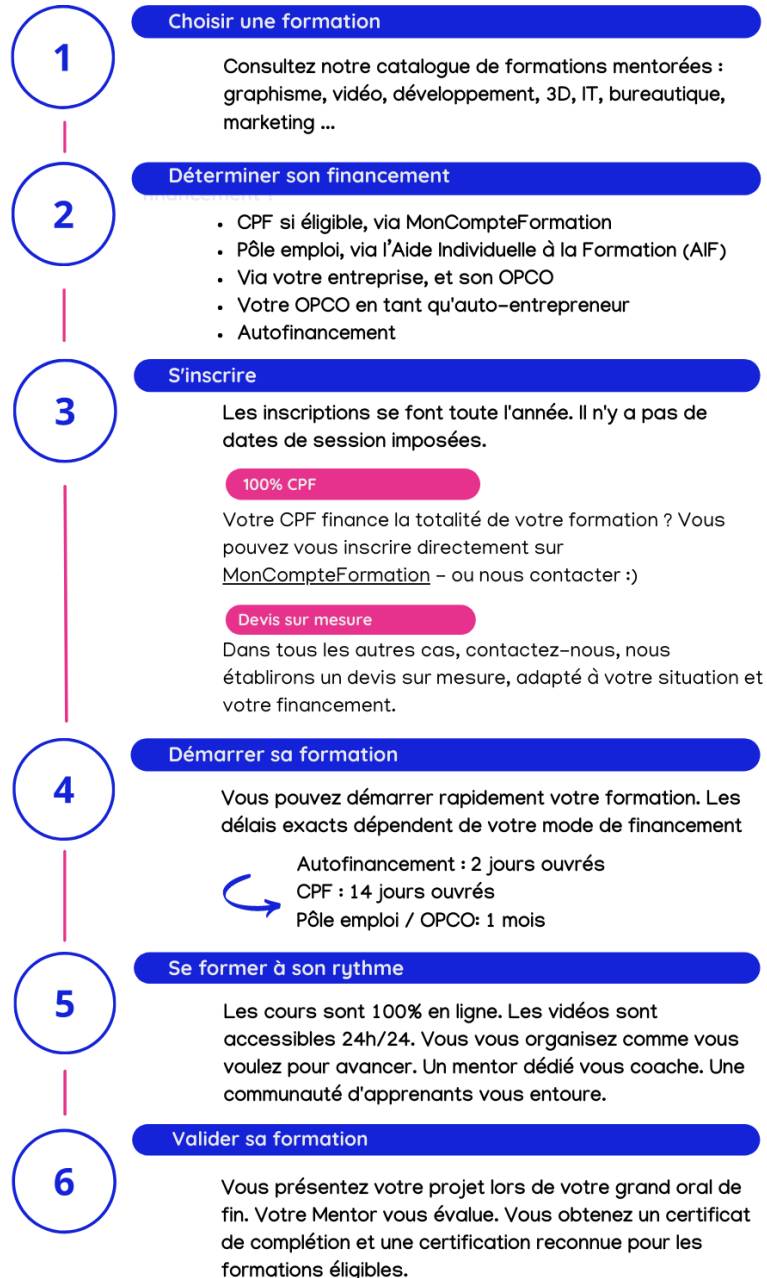 1
Choisir une formation
Consultez notre catalogue de formations mentorées :
graphisme, vidéo, développement, 3D, IT, bureautique,
marketing ...
2
Déterminer son financement
financement ?
• CPF si éligible, via MonCompteFormation
• Pôle emploi, via l'Aide Individuelle à la Formation (AIF)
• Via votre entreprise, et son OPCO
• Votre OPCO en tant qu'auto-entrepreneur
• Autofinancement
3
S'inscrire
Les inscriptions se font toute l'année. Il n'y a pas de
dates de session imposées.
100% CPF
Votre CPF finance la totalité de votre formation ? Vous
pouvez vous inscrire directement sur
MonCompteFormation - ou nous contacter :)
Devis sur mesure
Dans tous les autres cas, contactez-nous, nous
établirons un devis sur mesure, adapté à votre situation et
votre financement.
4
Démarrer sa formation
Vous pouvez démarrer rapidement votre formation. Les
délais exacts dépendent de votre mode de financement
Autofinancement : 2 jours ouvrés
CPF : 14 jours ouvrés
Pôle emploi / OPCO: 1 mois
5
Se former à son rythme
Les cours sont 100% en ligne. Les vidéos sont
accessibles 24h/24. Vous vous organisez comme vous
voulez pour avancer. Un mentor dédié vous coache. Une
communauté d'apprenants vous entoure.
6
Valider sa formation
Vous présentez votre projet lors de votre grand oral de
fin. Votre Mentor vous évalue. Vous obtenez un certificat
de complétion et une certification reconnue pour les
formations éligibles.